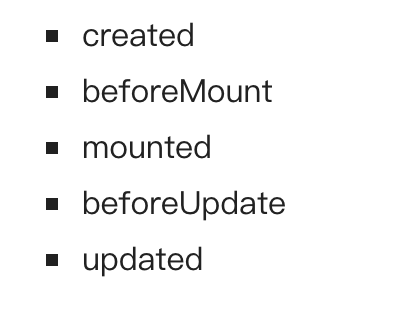 ▪ created
▪ beforeMount
▪ mounted
▪ beforeUpdate
▪ updated